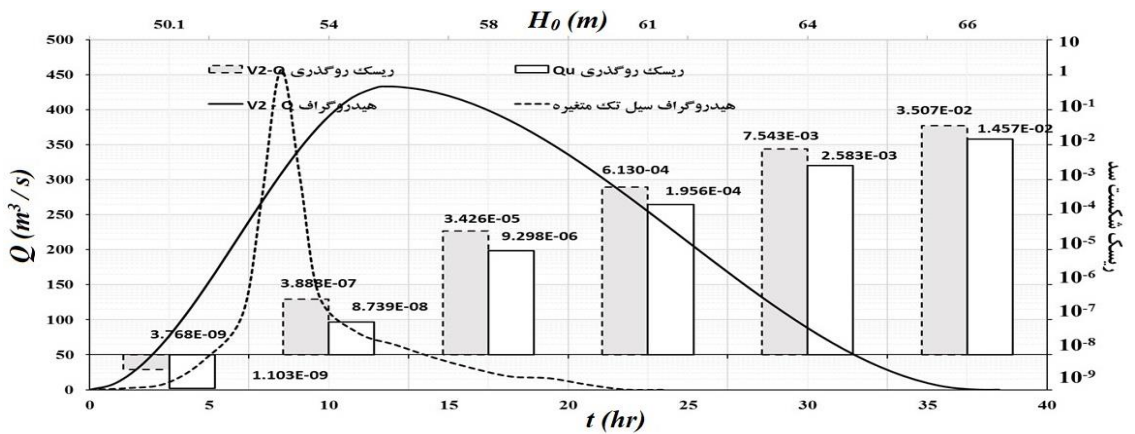 H₀ (m)
50.1 54 58 61 64 66
500
450
400
350
300
250
200
150
100
50
0
Q (m³ / s)
ریسک روگذری V2-Q
ریسک روگذری Qu
هیدروگراف V2 - Q
هیدروگراف سیل تک متغیره
3.768E-09
1.103E-09
3.888E-07
8.739E-08
3.426E-05
9.298E-06
6.130-04
1.956E-04
7.543E-03
2.583E-03
3.507E-02
1.457E-02
10
1
10⁻¹
10⁻²
10⁻³
10⁻⁴
10⁻⁵
10⁻⁶
10⁻⁷
10⁻⁸
10⁻⁹
ریسک شکست سد
0 5 10 15 20 25 30 35 40
t (hr)